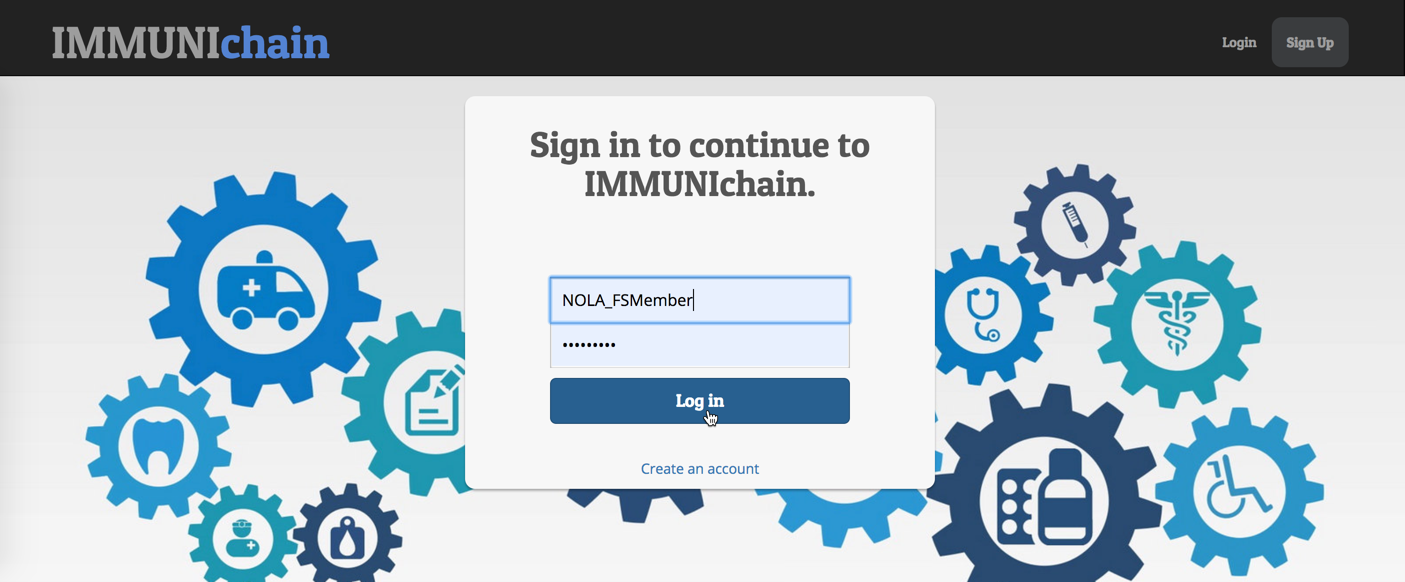 IMMUNIchain
Login
Sign Up
Sign in to continue to
IMMUNIchain.
NOLA_FSMember
•••••••••
Log in
Create an account